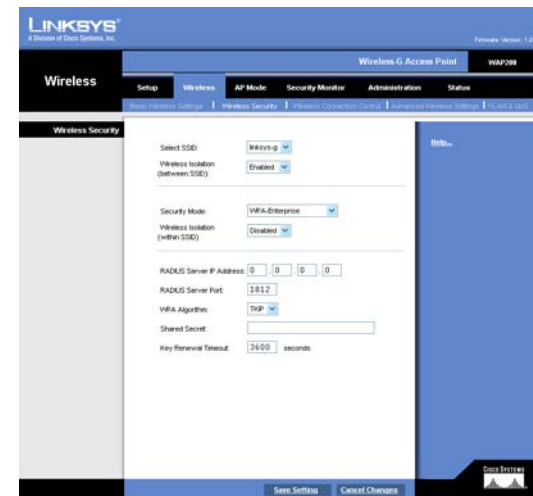 LINKSYS®
A Division of Cisco Systems, Inc.
Firmware Version: 1.0
Wireless-G Access Point
WAP200
Wireless
Setup Wireless AP Mode Security Monitor Administration Status
Basic Wireless Settings | Wireless Security | Wireless Connection Control | Advanced Wireless Settings | VLAN & QoS
Wireless Security
Help...
Select SSID: linksys-g
Wireless Isolation
(between SSID): Enabled
Security Mode: WPA-Enterprise
Wireless Isolation
(within SSID): Disabled
RADIUS Server IP Address: 0 . 0 . 0 . 0
RADIUS Server Port: 1812
WPA Algorithm: TKIP
Shared Secret:
Key Renewal Timeout: 3600 seconds
Save Setting Cancel Changes
CISCO SYSTEMS